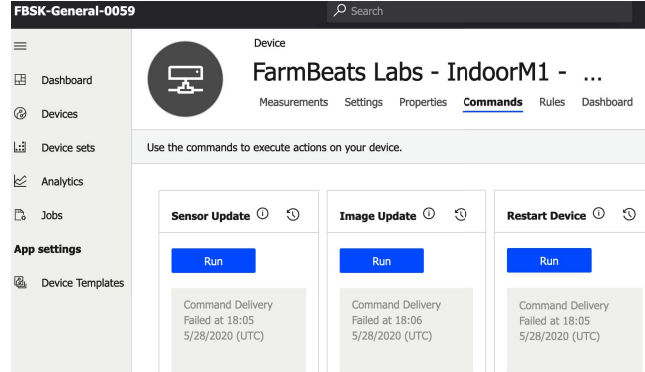 FBSK-General-0059
Search
Dashboard
Devices
Device sets
Analytics
Jobs
App settings
Device Templates
Device
FarmBeats Labs - IndoorM1 - ...
Measurements Settings Properties Commands Rules Dashboard
Use the commands to execute actions on your device.
Sensor Update
Run
Command Delivery
Failed at 18:05
5/28/2020 (UTC)
Image Update
Run
Command Delivery
Failed at 18:06
5/28/2020 (UTC)
Restart Device
Run
Command Delivery
Failed at 18:05
5/28/2020 (UTC)